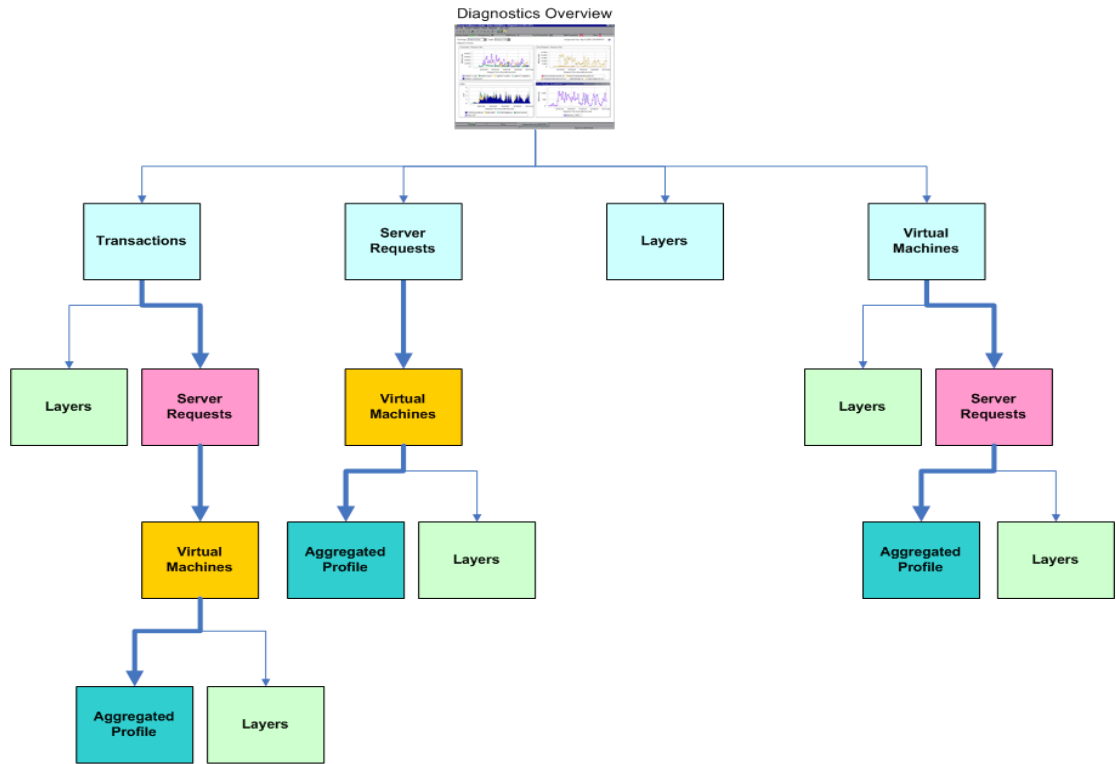 Diagnostics Overview
Transactions
Server
Requests
Layers
Virtual
Machines
Layers
Server
Requests
Virtual
Machines
Layers
Server
Requests
Virtual
Machines
Aggregated
Profile
Layers
Aggregated
Profile
Layers
Aggregated
Profile
Layers